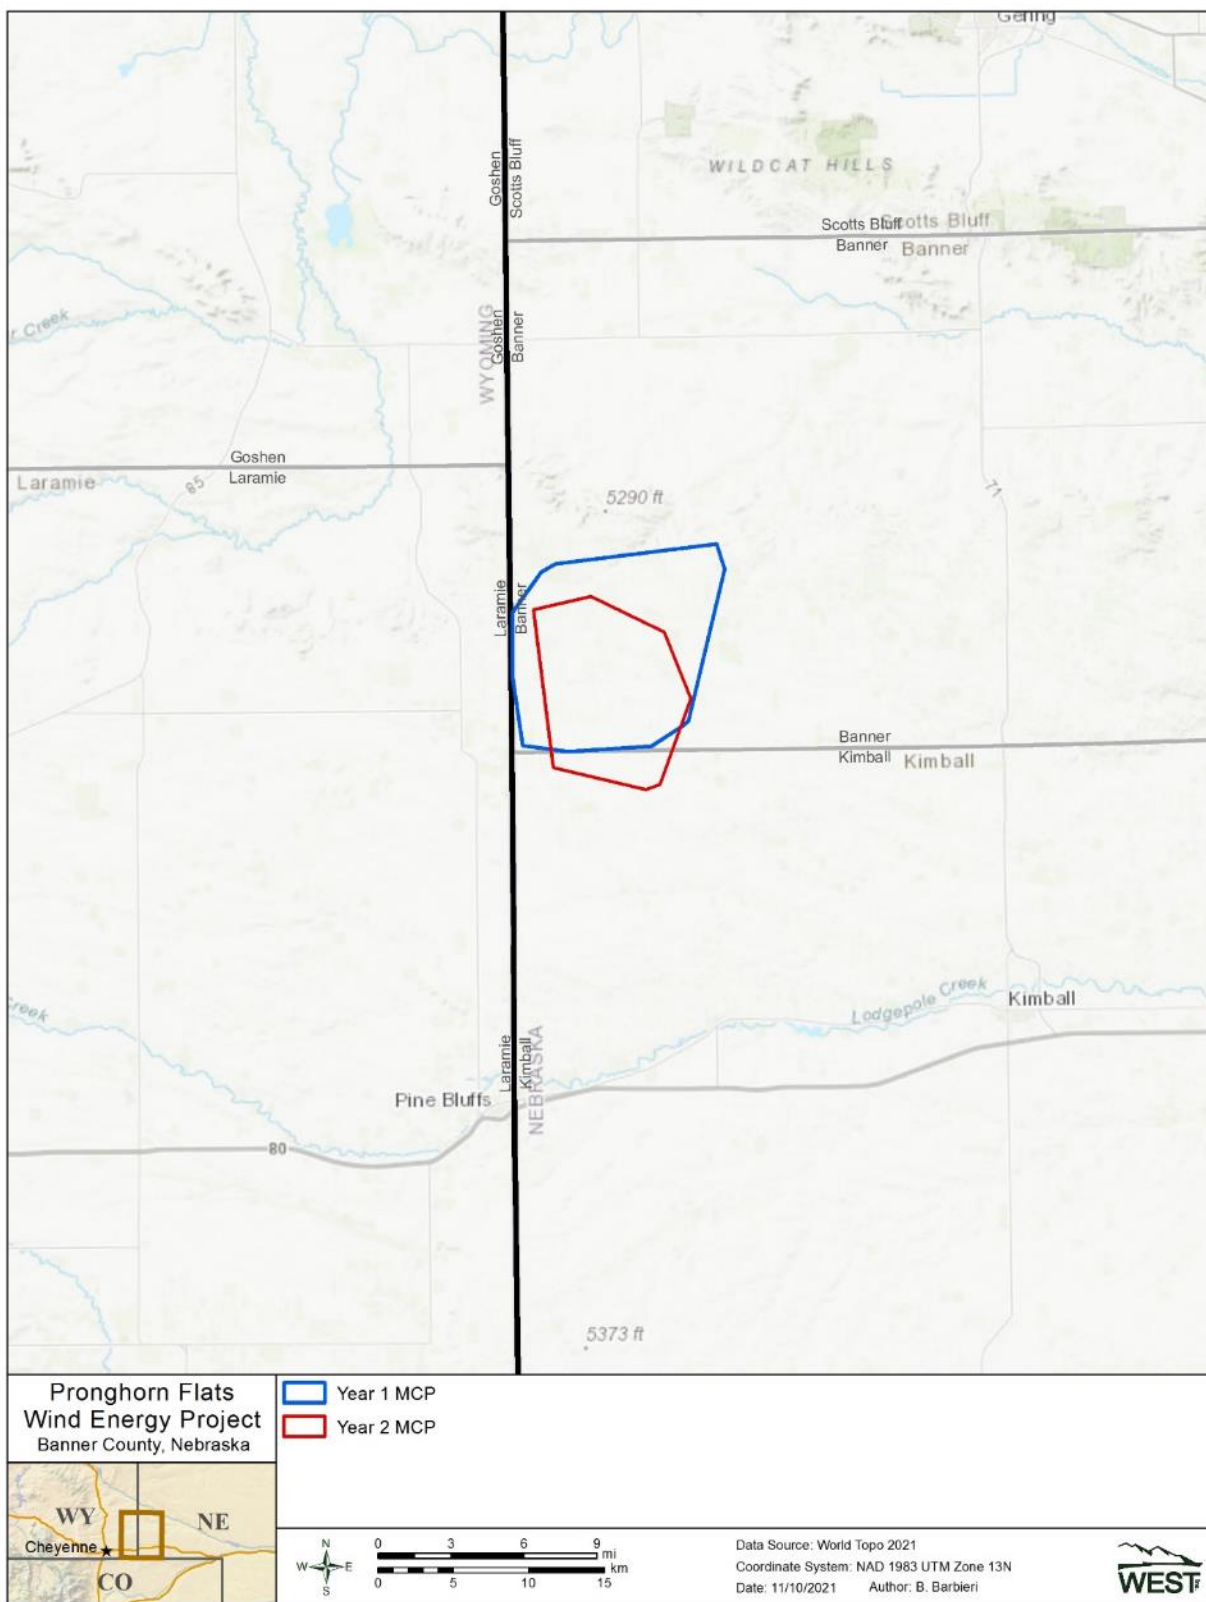 Gering
WILDCAT HILLS
Goshen
Scotts Bluff
Scotts Bluff
Scotts Bluff
Banner
Banner
r Creek
WYOMING
Goshen
Banner
Goshen
Laramie
Laramie
85
71
5290 ft
Laramie
Banner
Banner
Kimball
Kimball
Creek
Lodgepole Creek
Kimball
Laramie
Kimball
NEBRASKA
Pine Bluffs
80
5373 ft
Pronghorn Flats
Wind Energy Project
Banner County, Nebraska
Year 1 MCP
Year 2 MCP
WY
NE
Cheyenne
CO
N
W E
S
0 3 6 9
mi
km
0 5 10 15
Data Source: World Topo 2021
Coordinate System: NAD 1983 UTM Zone 13N
Date: 11/10/2021 Author: B. Barbieri
WEST